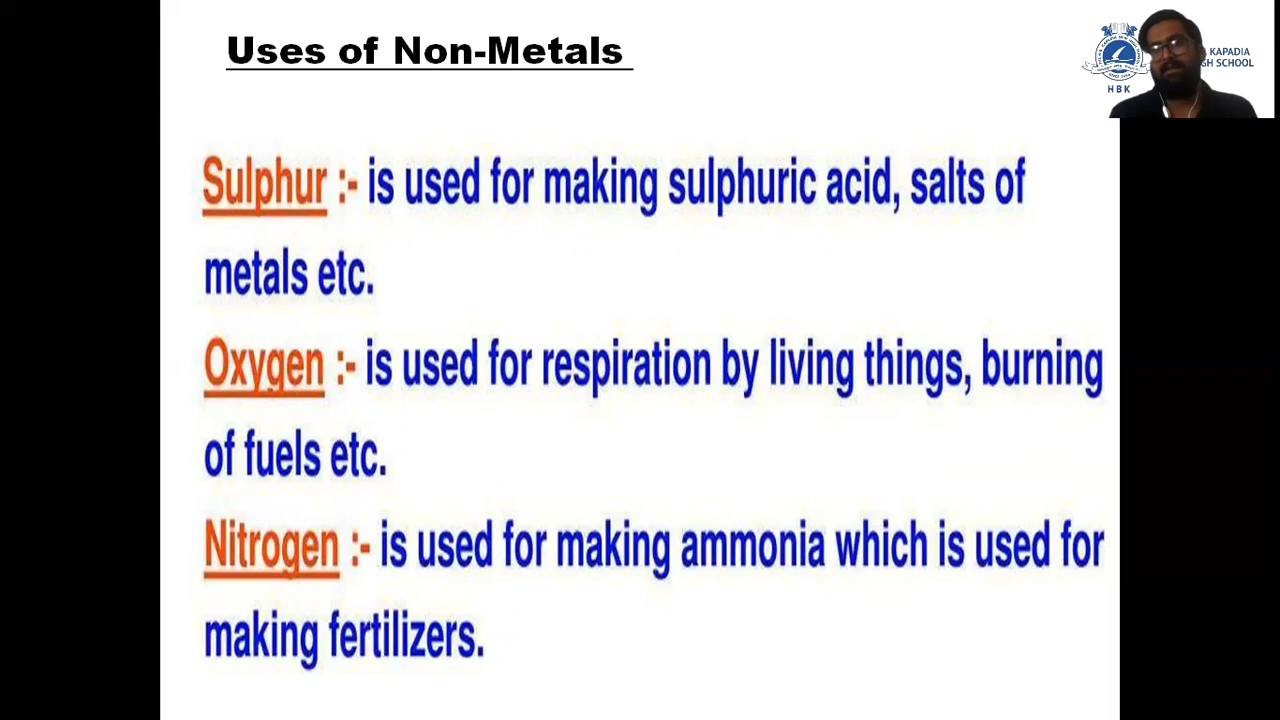 Uses of Non-Metals
KAPADIA
GH SCHOOL
HBK
Sulphur :- is used for making sulphuric acid, salts of
metals etc.
Oxygen :- is used for respiration by living things, burning
of fuels etc.
Nitrogen :- is used for making ammonia which is used for
making fertilizers.